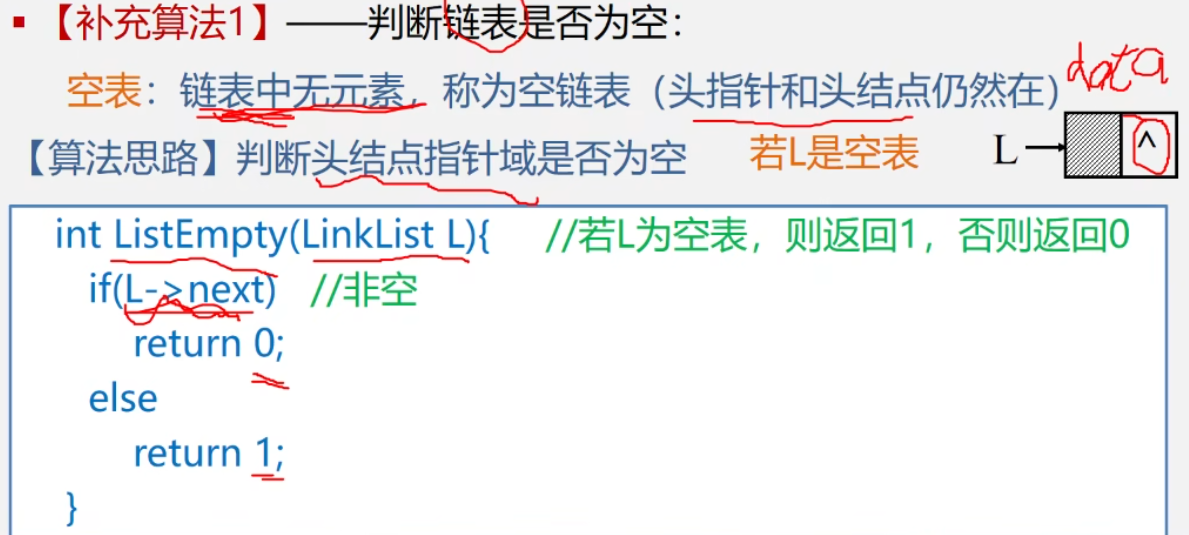 ▪【补充算法1】——判断链表是否为空：
data
空表：链表中无元素，称为空链表（头指针和头结点仍然在）
【算法思路】判断头结点指针域是否为空 若L是空表 L ^
int ListEmpty(LinkList L){ //若L为空表，则返回1，否则返回0
if(L->next) //非空
return 0;
else
return 1;
}